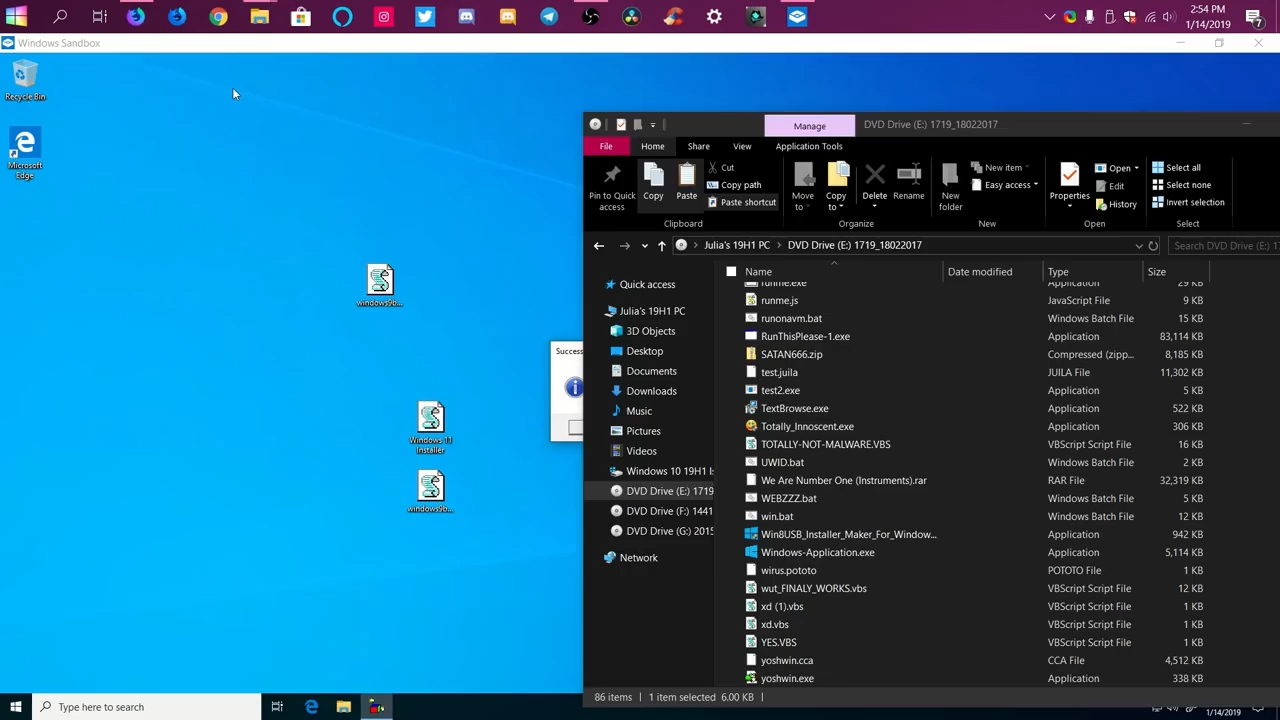 2:54 PM
1/14/2019
7
Windows Sandbox
Recycle Bin
Microsoft
Edge
windows9b...
Windows 11
Installer
windows9b...
Success
Manage
DVD Drive (E:) 1719_18022017
File
Home
Share
View
Application Tools
Pin to Quick
access
Copy
Paste
Cut
Copy path
Paste shortcut
Clipboard
Move
to
Copy
to
Delete
Rename
Organize
New
folder
New item
Easy access
New
Properties
Open
Edit
History
Open
Select all
Select none
Invert selection
Select
Julia's 19H1 PC
DVD Drive (E:) 1719_18022017
Search DVD Drive (E:) 1
Quick access
Julia's 19H1 PC
3D Objects
Desktop
Documents
Downloads
Music
Pictures
Videos
Windows 10 19H1 I
DVD Drive (E:) 1719
DVD Drive (F:) 1441
DVD Drive (G:) 2015
Network
Name Date modified Type Size
runme.exe Application 29 KB
runme.js JavaScript File 9 KB
runonavm.bat Windows Batch File 15 KB
RunThisPlease-1.exe Application 83,114 KB
SATAN666.zip Compressed (zipp... 8,185 KB
test.juila JUILA File 11,302 KB
test2.exe Application 5 KB
TextBrowse.exe Application 522 KB
Totally_Innoscent.exe Application 306 KB
TOTALLY-NOT-MALWARE.VBS VBScript Script File 16 KB
UWID.bat Windows Batch File 2 KB
We Are Number One (Instruments).rar RAR File 32,319 KB
WEBZZZ.bat Windows Batch File 5 KB
win.bat Windows Batch File 12 KB
Win8USB_Installer_Maker_For_Window... Application 942 KB
Windows-Application.exe Application 5,114 KB
wirus.pototo POTOTO File 1 KB
wut_FINALY_WORKS.vbs VBScript Script File 12 KB
xd (1).vbs VBScript Script File 1 KB
xd.vbs VBScript Script File 1 KB
YES.VBS VBScript Script File 1 KB
yoshwin.cca CCA File 4,512 KB
yoshwin.exe Application 338 KB
86 items 1 item selected 6.00 KB
Type here to search
1/14/2019